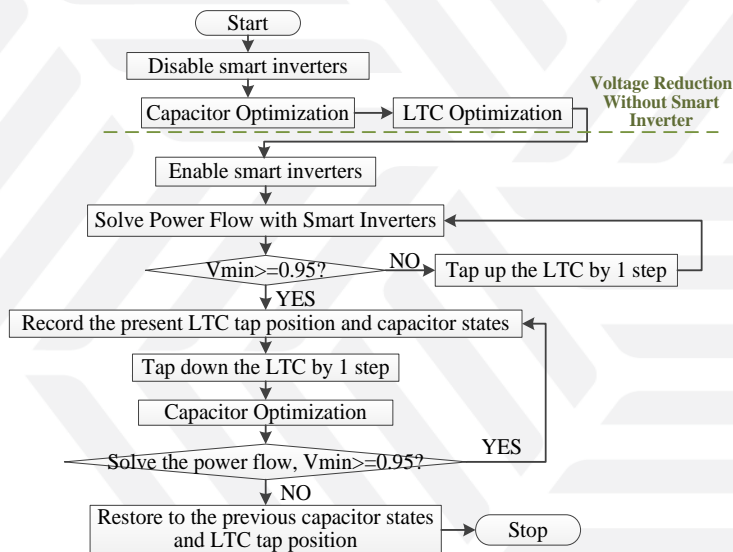 Start
Disable smart inverters
Capacitor Optimization
LTC Optimization
Voltage Reduction
Without Smart
Inverter
Enable smart inverters
Solve Power Flow with Smart Inverters
Vmin>=0.95?
NO
Tap up the LTC by 1 step
YES
Record the present LTC tap position and capacitor states
Tap down the LTC by 1 step
Capacitor Optimization
Solve the power flow, Vmin>=0.95?
YES
NO
Restore to the previous capacitor states
and LTC tap position
Stop